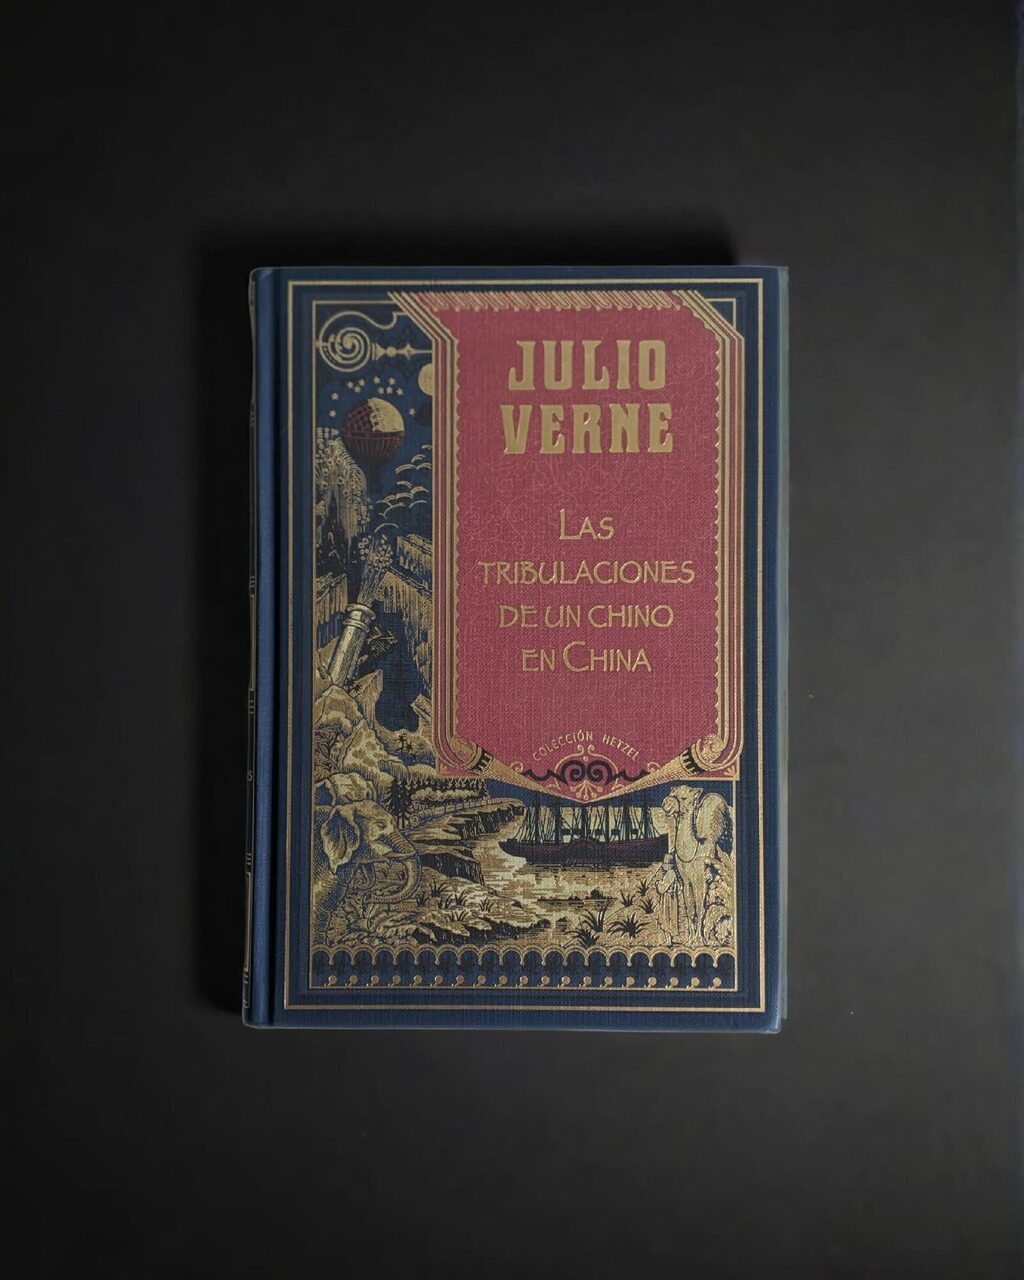 JULIO
VERNE
LAS
TRIBULACIONES
DE UN CHINO
EN CHINA
COLECCIÓN HETZEL